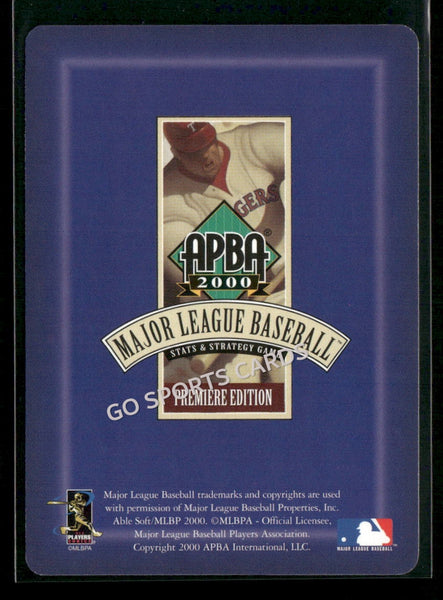 T
GERS
APBA®
2000
MAJOR LEAGUE BASEBALL™
STATS & STRATEGY GAME
GO SPORTS CARDS
PREMIERE EDITION
Major League Baseball trademarks and copyrights are used
with permission of Major League Baseball Properties, Inc.
Able Soft/MLBP 2000. ©MLBPA - Official Licensee,
Major League Baseball Players Association.
Copyright 2000 APBA International, LLC.
PLAYERS
CHOICE
©MLBPA
MAJOR LEAGUE BASEBALL